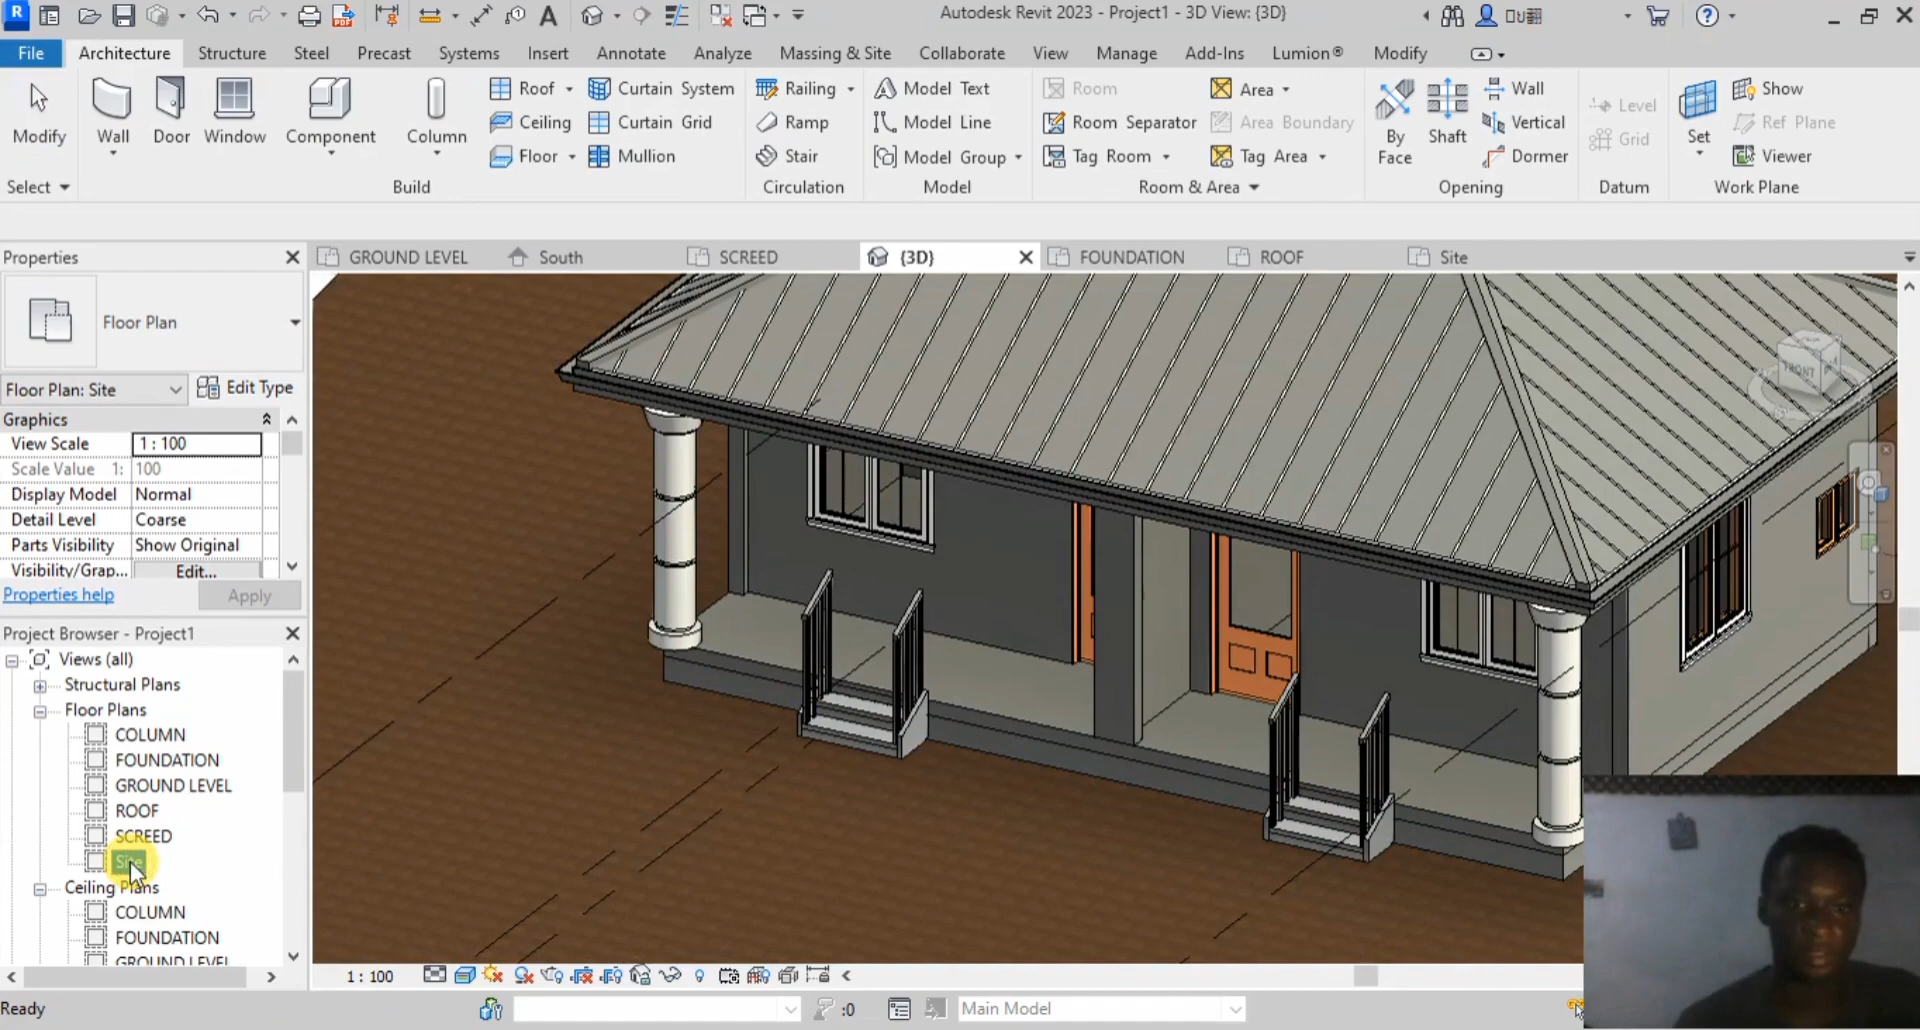 Autodesk Revit 2023 - Project1 - 3D View: {3D}
File Architecture Structure Steel Precast Systems Insert Annotate Analyze Massing & Site Collaborate View Manage Add-Ins Lumion® Modify
Modify Wall Door Window Component Column
Roof Curtain System
Ceiling Curtain Grid
Floor Mullion
Railing
Ramp
Stair
Model Text
Model Line
Model Group
Room Area
Room Separator Area Boundary
Tag Room Tag Area
By Face Shaft
Wall
Vertical
Dormer
Level
Grid
Set
Show
Ref Plane
Viewer
Select Build Circulation Model Room & Area Opening Datum Work Plane
GROUND LEVEL South SCREED {3D} FOUNDATION ROOF Site
Properties
Floor Plan
Floor Plan: Site Edit Type
Graphics
View Scale 1 : 100
Scale Value 1: 100
Display Model Normal
Detail Level Coarse
Parts Visibility Show Original
Visibility/Grap... Edit...
Properties help Apply
Project Browser - Project1
Views (all)
Structural Plans
Floor Plans
COLUMN
FOUNDATION
GROUND LEVEL
ROOF
SCREED
Site
Ceiling Plans
COLUMN
FOUNDATION
GROUND LEVEL
FRONT
1 : 100
Ready :0 Main Model